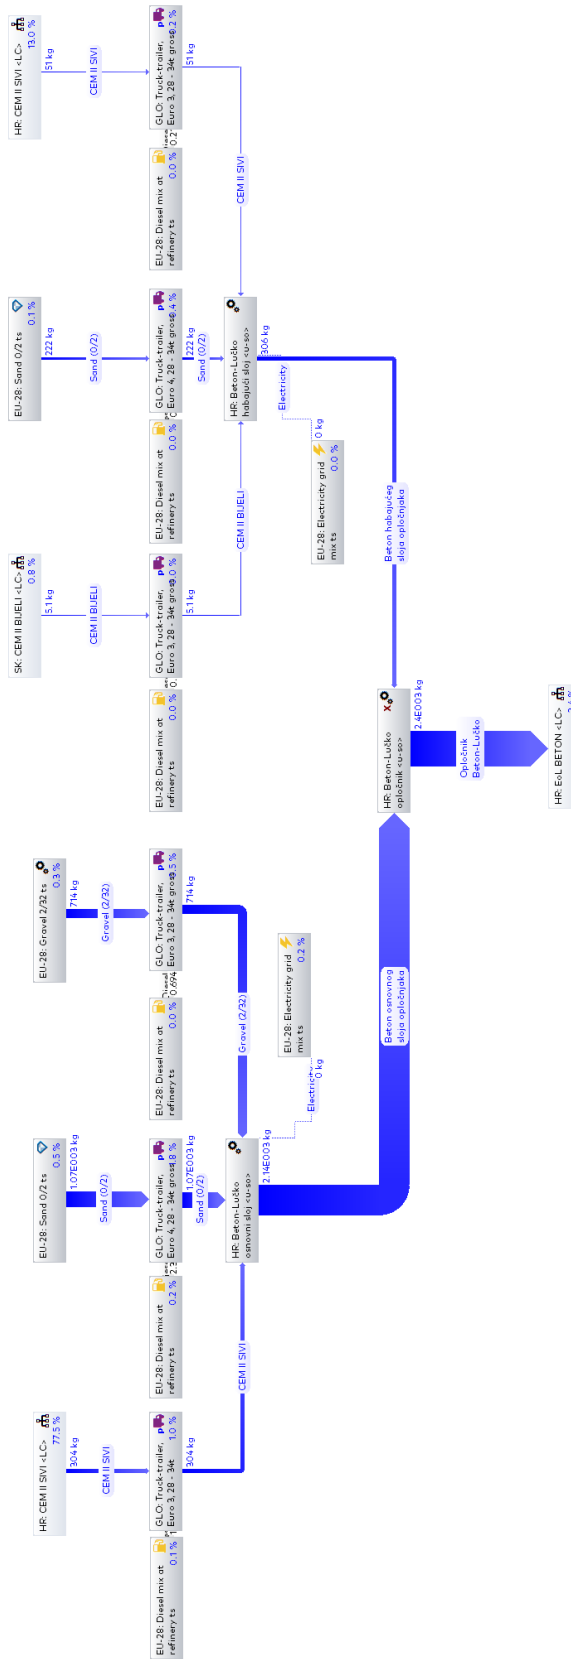 HR: CEM II SIVI <LC>
13.0 %
51 kg
CEM II SIVI
GLO: Truck-trailer,
Euro 3, 28 - 34t gross
51 kg
EU-28: Diesel mix at
refinery ts
0.0 %
CEM II SIVI
EU-28: Sand 0/2 ts
0.1 %
222 kg
Sand (0/2)
GLO: Truck-trailer,
Euro 4, 28 - 34t gross
222 kg
Sand (0/2)
EU-28: Diesel mix at
refinery ts
0.0 %
HR: Beton-Lučko
habajući sloj <u-so>
306 kg
Electricity
0 kg
EU-28: Electricity grid
mix ts
0.0 %
SK: CEM II BIJELI <LC>
0.8 %
5.1 kg
CEM II BIJELI
GLO: Truck-trailer,
Euro 3, 28 - 34t gross
5.1 kg
CEM II BIJELI
EU-28: Diesel mix at
refinery ts
0.0 %
Beton habajućeg
sloja opločnjaka
HR: Beton-Lučko
opločnik <u-so>
2.4E003 kg
Opločnik
Beton-Lučko
HR: EoL BETON <LC>
EU-28: Gravel 2/32 ts
0.3 %
714 kg
Gravel (2/32)
GLO: Truck-trailer,
Euro 3, 28 - 34t gross
714 kg
Diesel
0.694
EU-28: Diesel mix at
refinery ts
0.0 %
Gravel (2/32)
EU-28: Electricity grid
mix ts
0.2 %
Electricity
0 kg
Beton osnovnog
sloja opločnjaka
EU-28: Sand 0/2 ts
0.5 %
1.07E003 kg
Sand (0/2)
GLO: Truck-trailer,
Euro 4, 28 - 34t gross
1.07E003 kg
Sand (0/2)
EU-28: Diesel mix at
refinery ts
0.2 %
HR: Beton-Lučko
osnovni sloj <u-so>
2.14E003 kg
HR: CEM II SIVI <LC>
77.5 %
304 kg
CEM II SIVI
GLO: Truck-trailer,
Euro 3, 28 - 34t
1.0 %
304 kg
CEM II SIVI
EU-28: Diesel mix at
refinery ts
0.1 %